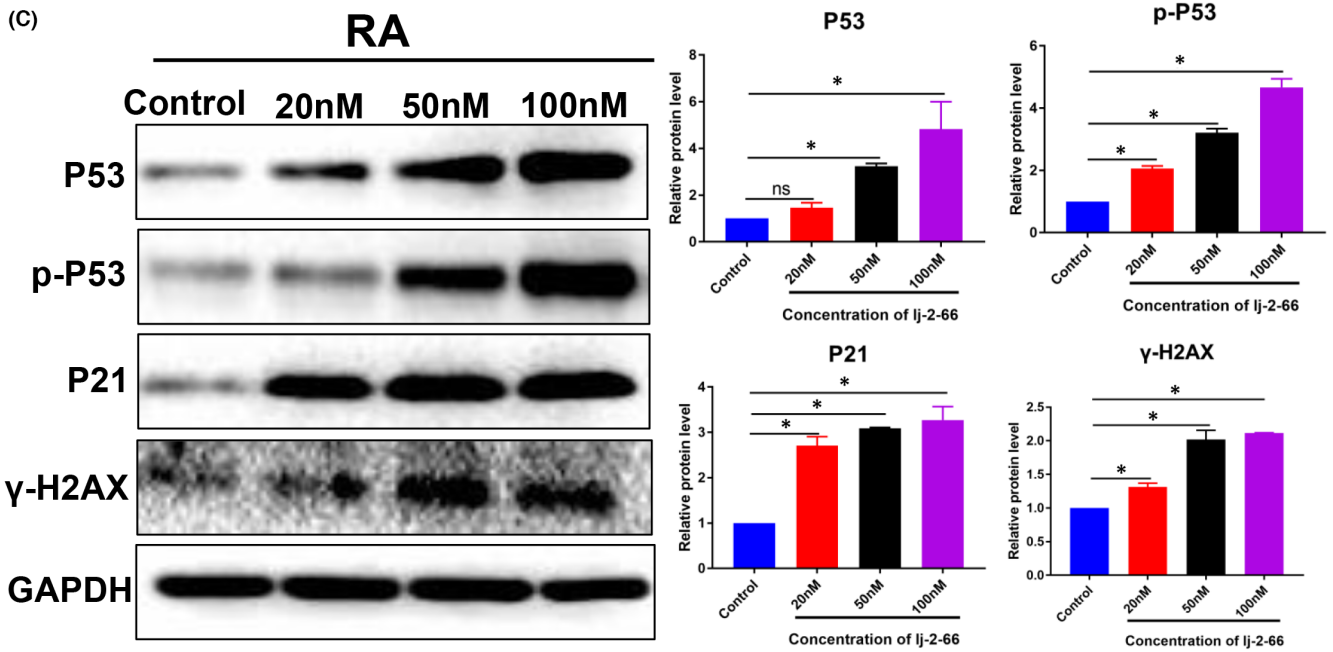 (C)
RA
Control 20nM 50nM 100nM
P53
p-P53
P21
γ-H2AX
GAPDH
P53
Relative protein level
8
6
4
2
0
ns
*
*
Control
20nM
50nM
100nM
Concentration of lj-2-66
p-P53
Relative protein level
6
4
2
0
*
*
*
Control
20nM
50nM
100nM
Concentration of lj-2-66
P21
Relative protein level
4
3
2
1
0
*
*
*
Control
20nM
50nM
100nM
Concentration of lj-2-66
γ-H2AX
Relative protein level
2.5
2.0
1.5
1.0
0.5
0.0
*
*
*
Control
20nM
50nM
100nM
Concentration of lj-2-66